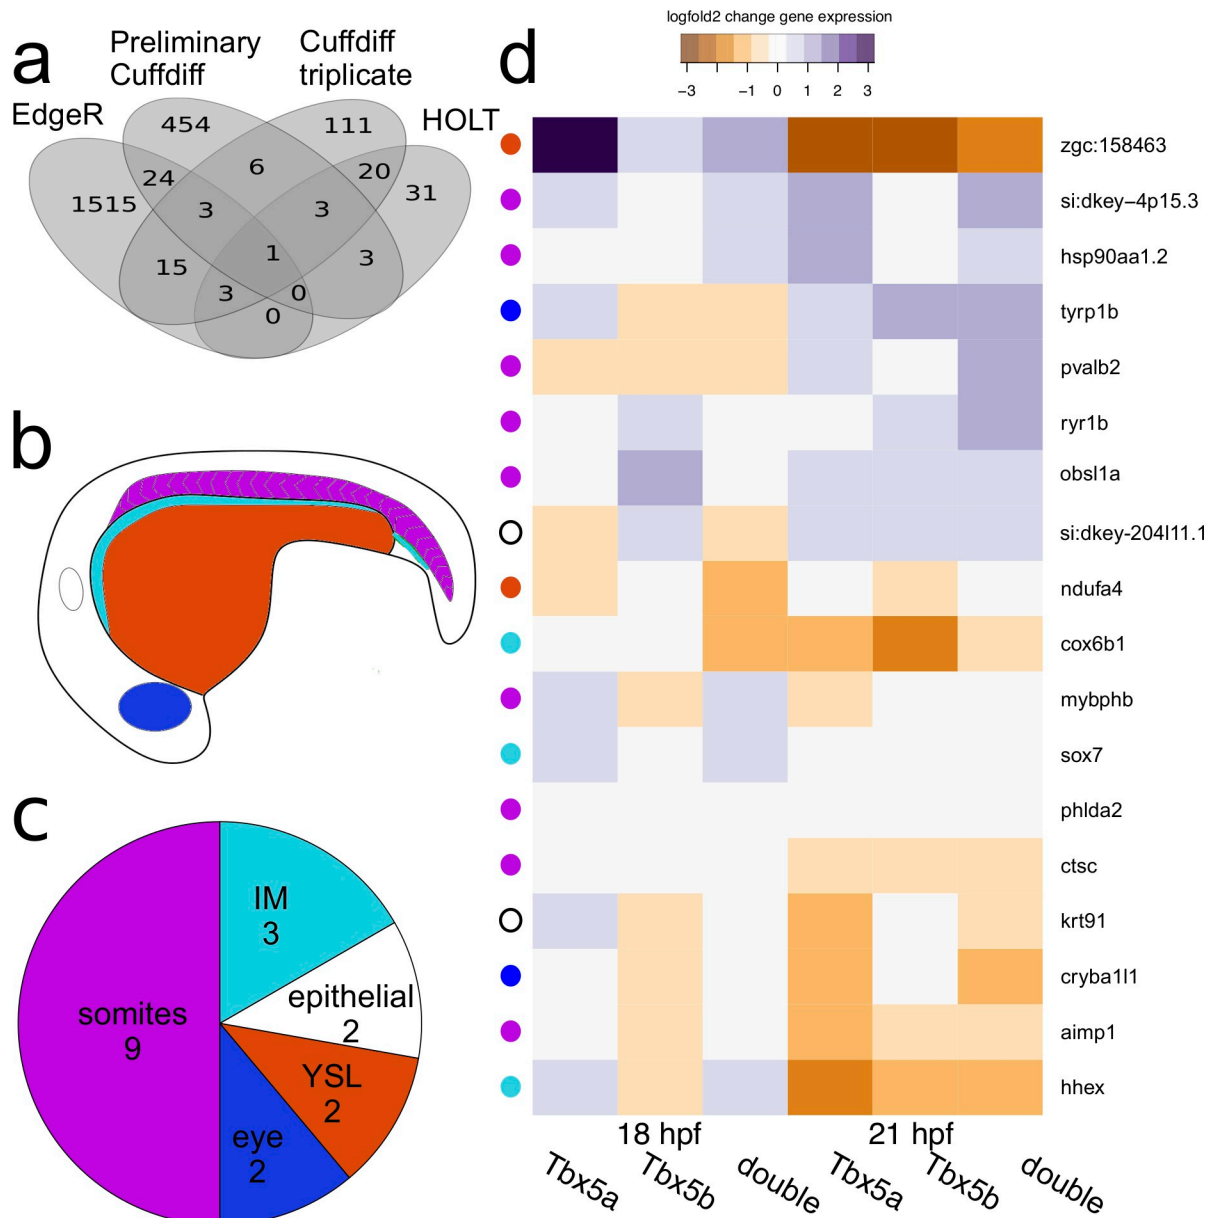 a
Preliminary
Cuffdiff
Cuffdiff
triplicate
EdgeR
HOLT
454
111
24
6
20
31
1515
3
3
15
1
3
3
0
0
b
c
IM
3
epithelial
2
somites
9
YSL
2
eye
2
d
logfold2 change gene expression
−3 −1 0 1 2 3
zgc:158463
si:dkey−4p15.3
hsp90aa1.2
tyrp1b
pvalb2
ryr1b
obsl1a
si:dkey-204l11.1
ndufa4
cox6b1
mybphb
sox7
phlda2
ctsc
krt91
cryba1l1
aimp1
hhex
18 hpf 21 hpf
Tbx5a Tbx5b double Tbx5a Tbx5b double